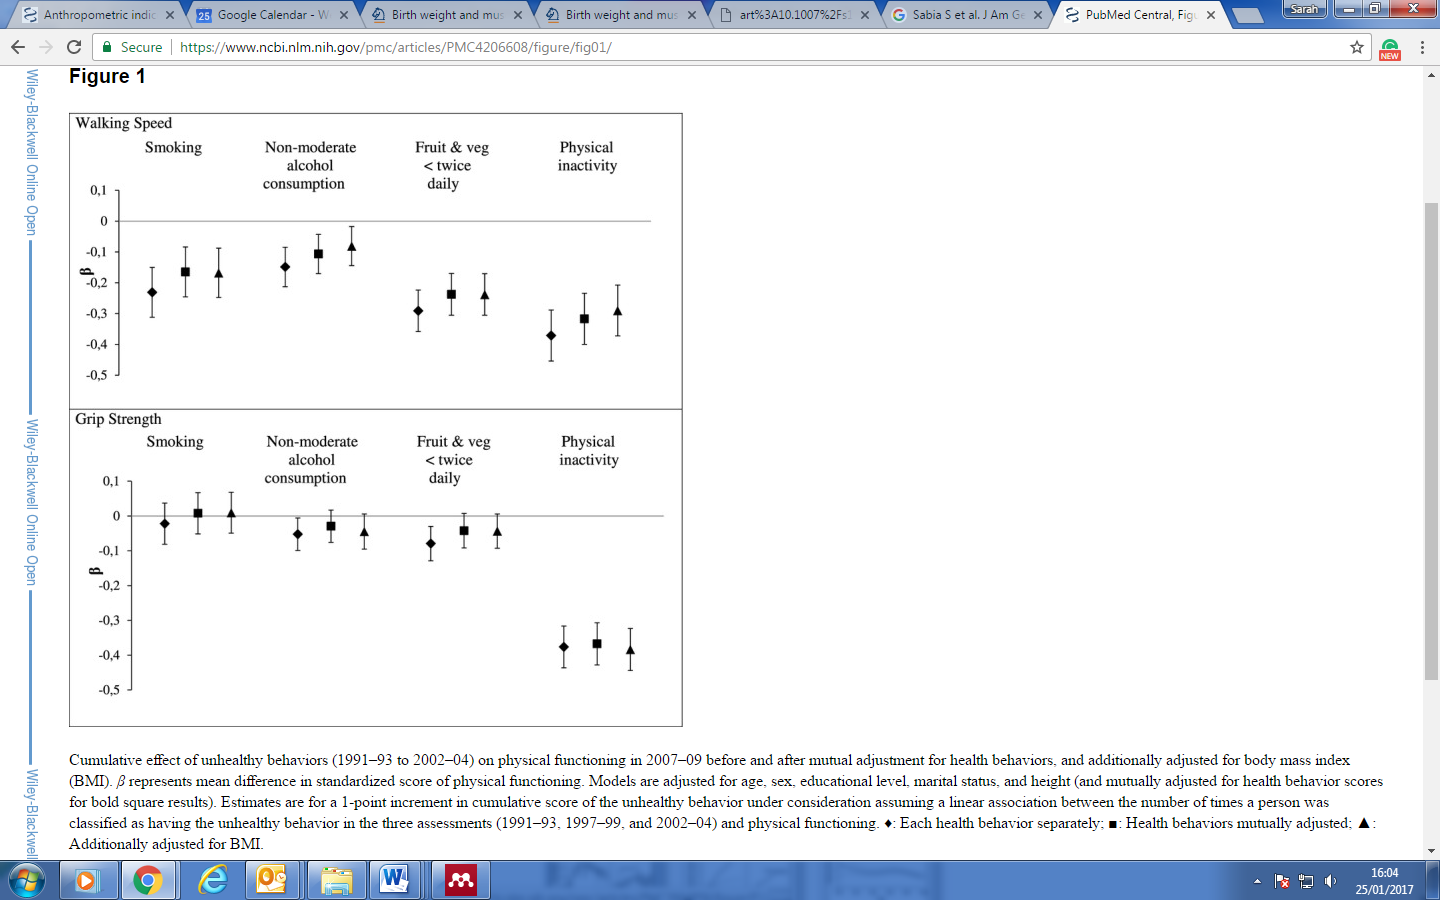 Anthropometric indic
Google Calendar - W
Birth weight and mus
Birth weight and mus
art%3A10.1007%2Fs
Sabia S et al. J Am Ge
PubMed Central, Figu
Sarah
Secure
https://www.ncbi.nlm.nih.gov/pmc/articles/PMC4206608/figure/fig01/
NEW
Wiley-Blackwell Online Open
Wiley-Blackwell Online Open
Wiley-Blackwell
Figure 1
Walking Speed
Smoking
Non-moderate
alcohol
consumption
Fruit & veg
< twice
daily
Physical
inactivity
0,1
0
-0,1
-0,2
-0,3
-0,4
-0,5
β
Grip Strength
Smoking
Non-moderate
alcohol
consumption
Fruit & veg
< twice
daily
Physical
inactivity
0,1
0
-0,1
-0,2
-0,3
-0,4
-0,5
β
Cumulative effect of unhealthy behaviors (1991–93 to 2002–04) on physical functioning in 2007–09 before and after mutual adjustment for health behaviors, and additionally adjusted for body mass index
(BMI). β represents mean difference in standardized score of physical functioning. Models are adjusted for age, sex, educational level, marital status, and height (and mutually adjusted for health behavior scores
for bold square results). Estimates are for a 1-point increment in cumulative score of the unhealthy behavior under consideration assuming a linear association between the number of times a person was
classified as having the unhealthy behavior in the three assessments (1991–93, 1997–99, and 2002–04) and physical functioning. ♦: Each health behavior separately; ■: Health behaviors mutually adjusted; ▲:
Additionally adjusted for BMI.
16:04
25/01/2017